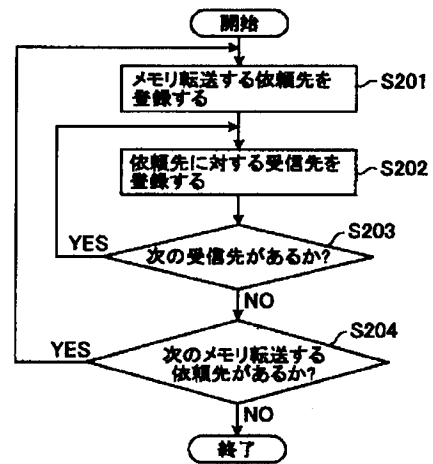 開始
メモリ転送する依頼先を
登録する
S201
依頼先に対する受信先を
登録する
S202
S203
YES
次の受信先があるか?
NO
S204
YES
次のメモリ転送する
依頼先があるか?
NO
終了